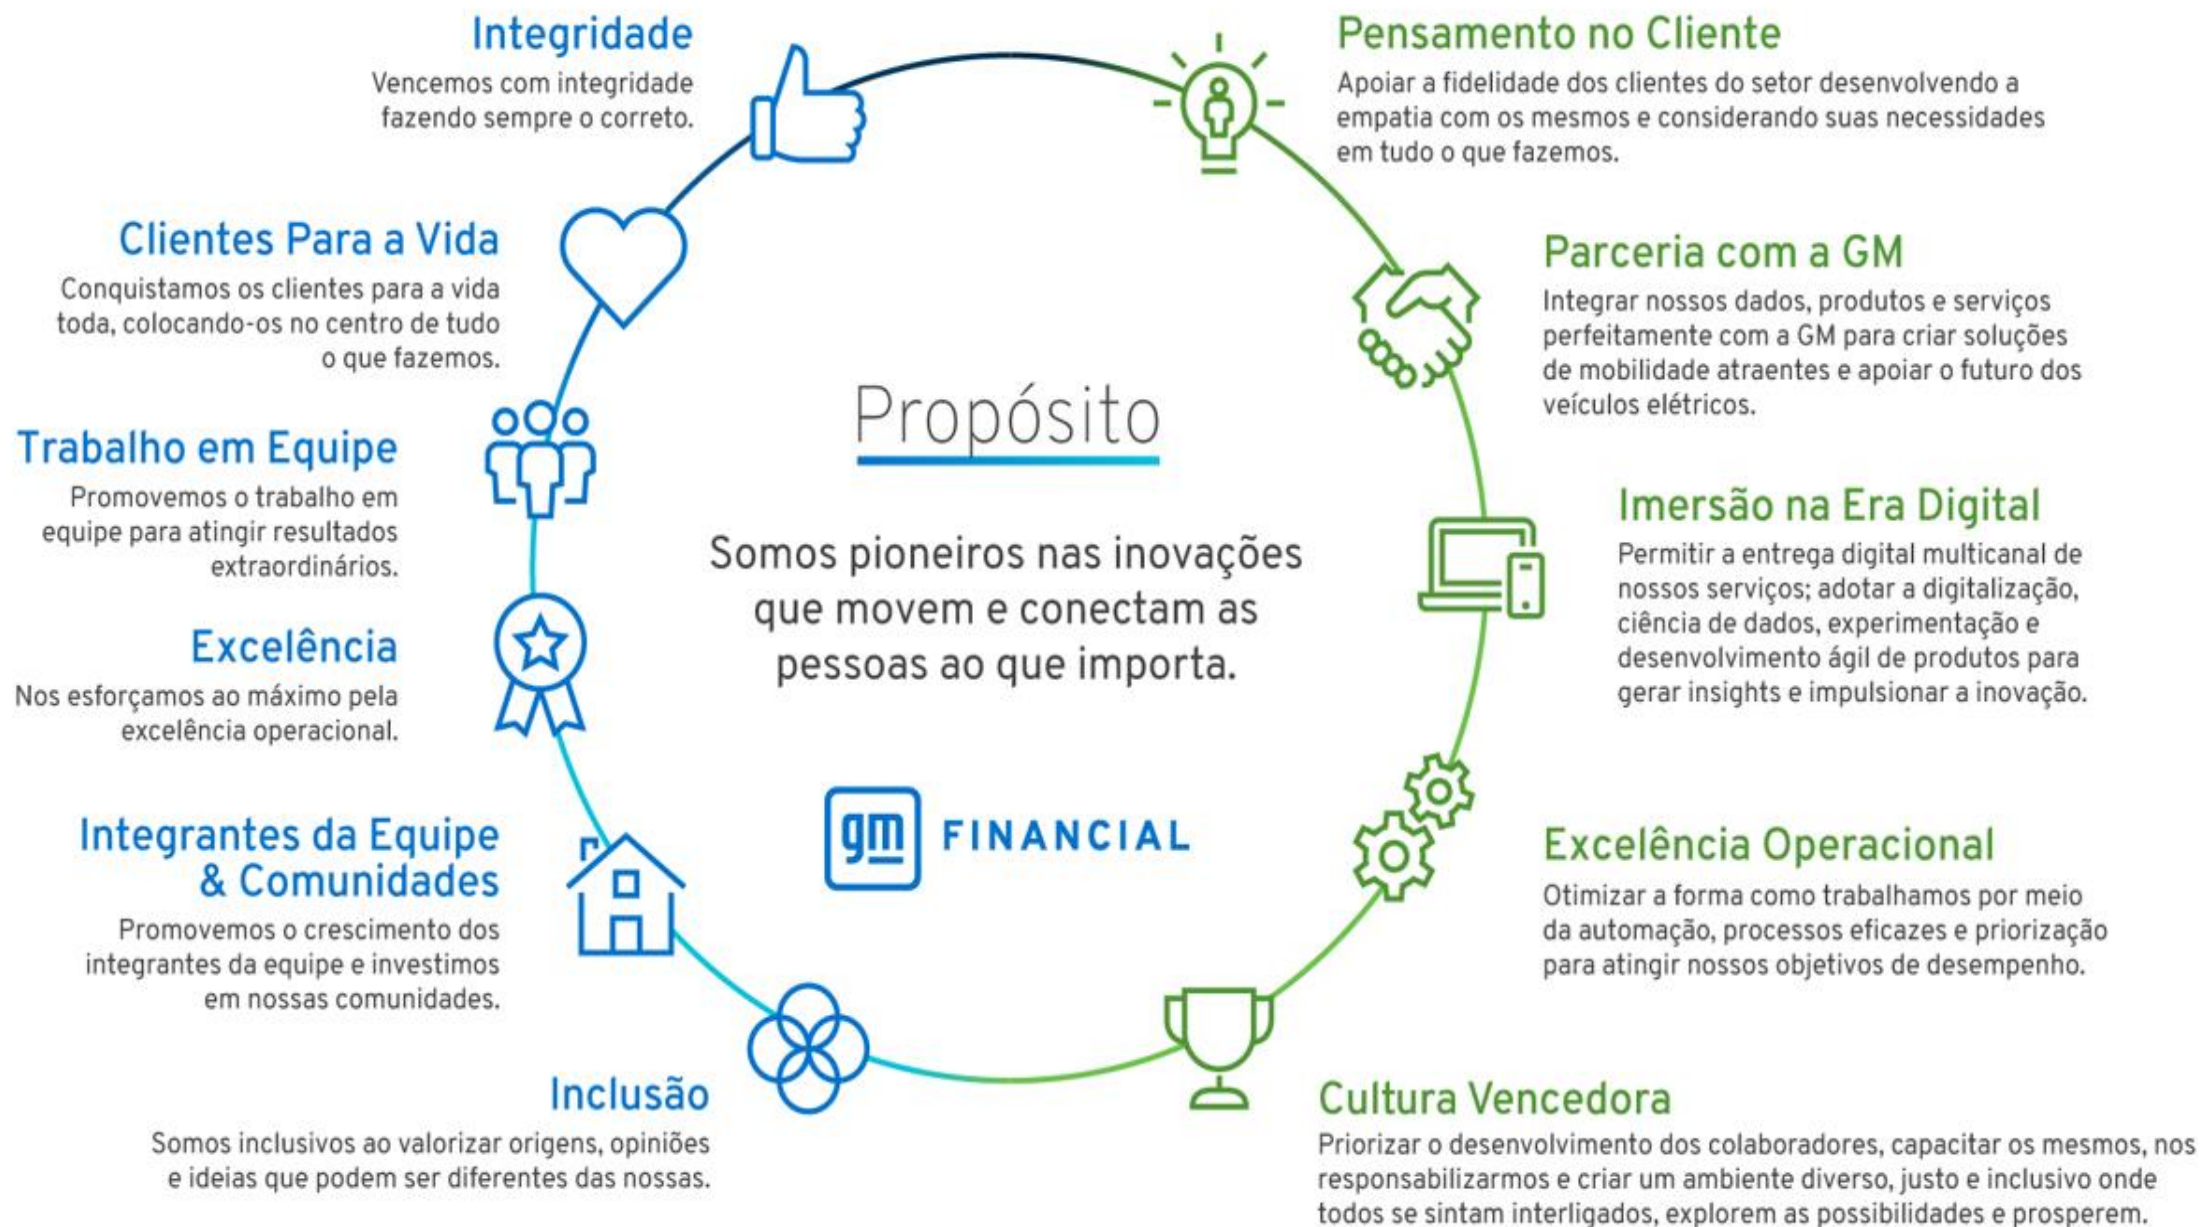 Integridade
Vencemos com integridade
fazendo sempre o correto.
Clientes Para a Vida
Conquistamos os clientes para a vida
toda, colocando-os no centro de tudo
o que fazemos.
Trabalho em Equipe
Promovemos o trabalho em
equipe para atingir resultados
extraordinários.
Excelência
Nos esforçamos ao máximo pela
excelência operacional.
Integrantes da Equipe
& Comunidades
Promovemos o crescimento dos
integrantes da equipe e investimos
em nossas comunidades.
Inclusão
Somos inclusivos ao valorizar origens, opiniões
e ideias que podem ser diferentes das nossas.
Propósito
Somos pioneiros nas inovações
que movem e conectam as
pessoas ao que importa.
gm FINANCIAL
Pensamento no Cliente
Apoiar a fidelidade dos clientes do setor desenvolvendo a
empatia com os mesmos e considerando suas necessidades
em tudo o que fazemos.
Parceria com a GM
Integrar nossos dados, produtos e serviços
perfeitamente com a GM para criar soluções
de mobilidade atraentes e apoiar o futuro dos
veículos elétricos.
Imersão na Era Digital
Permitir a entrega digital multicanal de
nossos serviços; adotar a digitalização,
ciência de dados, experimentação e
desenvolvimento ágil de produtos para
gerar insights e impulsionar a inovação.
Excelência Operacional
Otimizar a forma como trabalhamos por meio
da automação, processos eficazes e priorização
para atingir nossos objetivos de desempenho.
Cultura Vencedora
Priorizar o desenvolvimento dos colaboradores, capacitar os mesmos, nos
responsabilizarmos e criar um ambiente diverso, justo e inclusivo onde
todos se sintam interligados, explorem as possibilidades e prosperem.